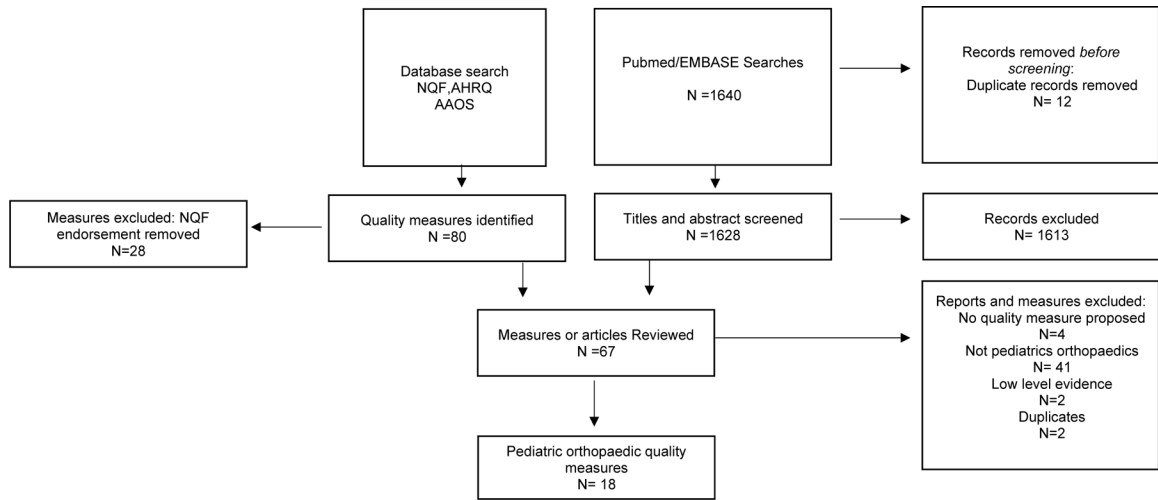 Database search
NQF,AHRQ
AAOS
Pubmed/EMBASE Searches
N =1640
Records removed before
screening:
Duplicate records removed
N= 12
Measures excluded: NQF
endorsement removed
N=28
Quality measures identified
N =80
Titles and abstract screened
N =1628
Records excluded
N= 1613
Measures or articles Reviewed
N =67
Reports and measures excluded:
No quality measure proposed
N=4
Not pediatrics orthopaedics
N= 41
Low level evidence
N=2
Duplicates
N=2
Pediatric orthopaedic quality
measures
N= 18